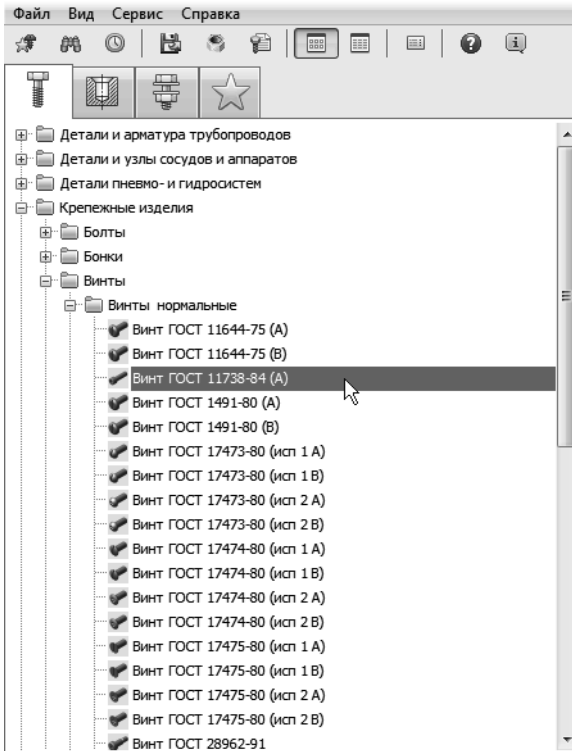 Файл Вид Сервис Справка
Детали и арматура трубопроводов
Детали и узлы сосудов и аппаратов
Детали пневмо- и гидросистем
Крепежные изделия
Болты
Бонки
Винты
Винты нормальные
Винт ГОСТ 11644-75 (А)
Винт ГОСТ 11644-75 (В)
Винт ГОСТ 11738-84 (А)
Винт ГОСТ 1491-80 (А)
Винт ГОСТ 1491-80 (В)
Винт ГОСТ 17473-80 (исп 1 А)
Винт ГОСТ 17473-80 (исп 1 В)
Винт ГОСТ 17473-80 (исп 2 А)
Винт ГОСТ 17473-80 (исп 2 В)
Винт ГОСТ 17474-80 (исп 1 А)
Винт ГОСТ 17474-80 (исп 1 В)
Винт ГОСТ 17474-80 (исп 2 А)
Винт ГОСТ 17474-80 (исп 2 В)
Винт ГОСТ 17475-80 (исп 1 А)
Винт ГОСТ 17475-80 (исп 1 В)
Винт ГОСТ 17475-80 (исп 2 А)
Винт ГОСТ 17475-80 (исп 2 В)
Винт ГОСТ 28962-91